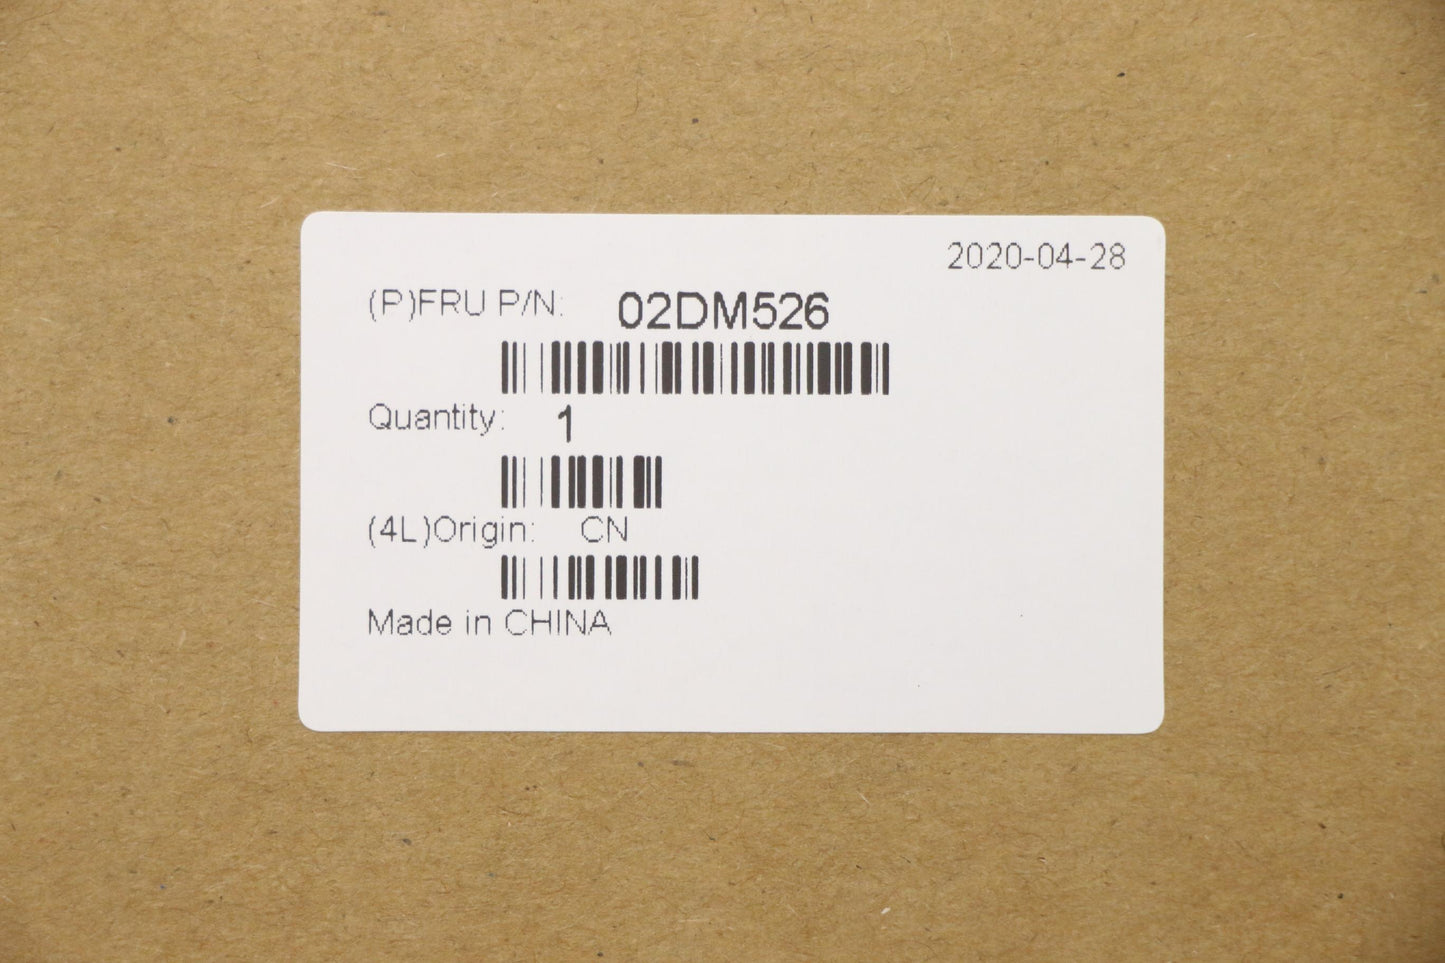 2020-04-28
(P)FRU P/N: 02DM526
Quantity: 1
(4L)Origin: CN
Made in CHINA